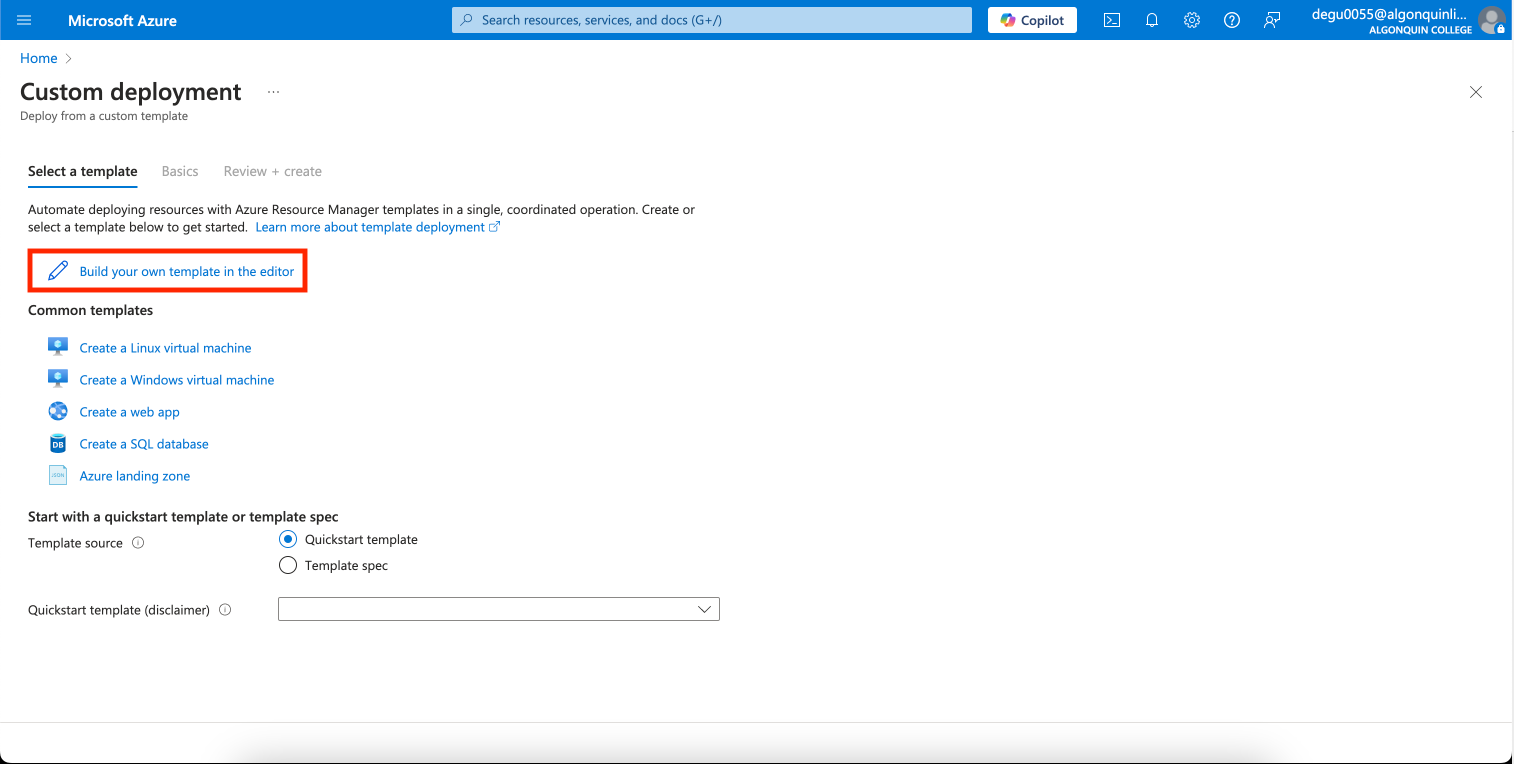 Microsoft Azure
Search resources, services, and docs (G+/)
Copilot
degu0055@algonquinli...
ALGONQUIN COLLEGE
Home
Custom deployment ...
Deploy from a custom template
Select a template Basics Review + create
Automate deploying resources with Azure Resource Manager templates in a single, coordinated operation. Create or
select a template below to get started. Learn more about template deployment
Build your own template in the editor
Common templates
Create a Linux virtual machine
Create a Windows virtual machine
Create a web app
DB Create a SQL database
JSON Azure landing zone
Start with a quickstart template or template spec
Template source
Quickstart template
Template spec
Quickstart template (disclaimer)